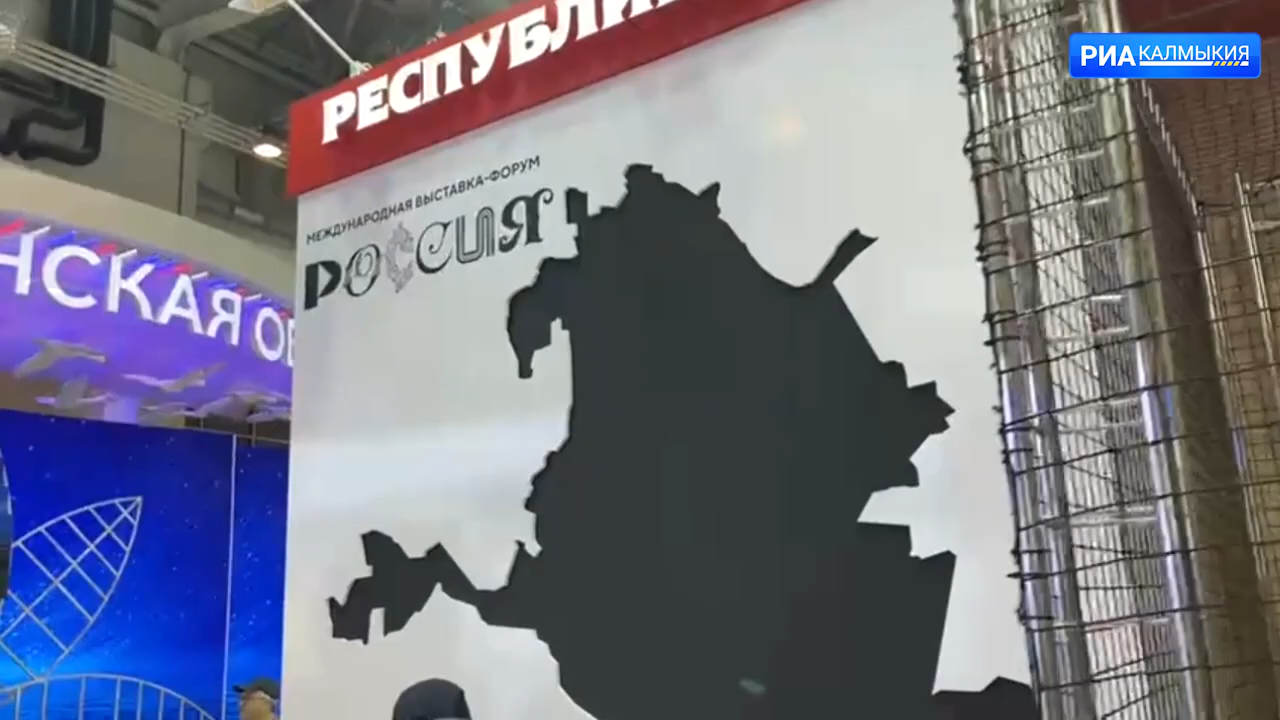 РИА КАЛМЫКИЯ
РЕСПУБЛИ
МЕЖДУНАРОДНАЯ ВЫСТАВКА-ФОРУМ
РОССИЯ
НСКАЯ ОБ